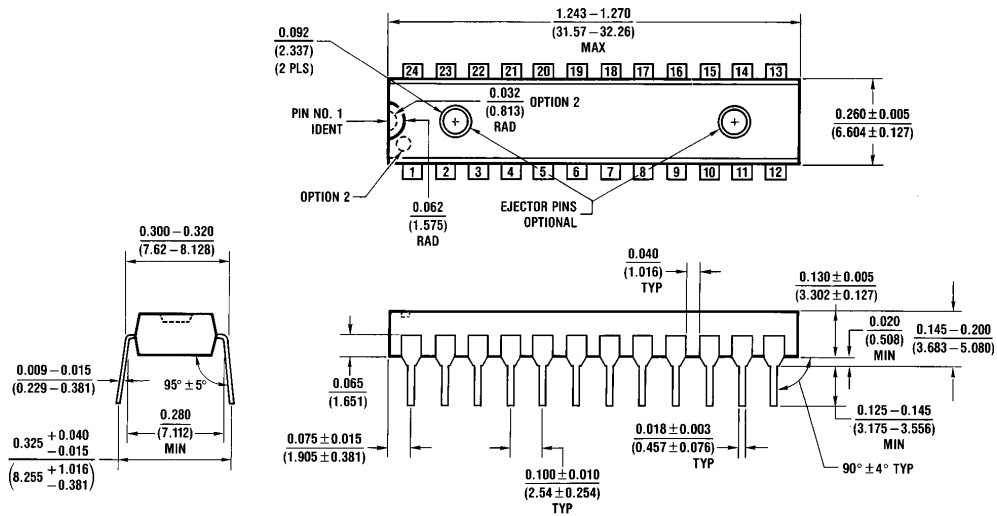 1.243 – 1.270
(31.57 – 32.26)
MAX
0.092
(2.337)
(2 PLS)
24 23 22 21 20 19 18 17 16 15 14 13
0.032
(0.813)
RAD
OPTION 2
PIN NO. 1
IDENT
0.260 ± 0.005
(6.604 ± 0.127)
1 2 3 4 5 6 7 8 9 10 11 12
OPTION 2
0.062
(1.575)
RAD
EJECTOR PINS
OPTIONAL
0.300 – 0.320
(7.62 – 8.128)
0.040
(1.016)
TYP
0.130 ± 0.005
(3.302 ± 0.127)
0.020
(0.508)
MIN
0.145 – 0.200
(3.683 – 5.080)
0.009 – 0.015
(0.229 – 0.381)
95° ± 5°
0.065
(1.651)
0.280
(7.112)
MIN
0.125 – 0.145
(3.175 – 3.556)
MIN
0.325 + 0.040
– 0.015
(8.255 + 1.016
– 0.381)
0.075 ± 0.015
(1.905 ± 0.381)
0.018 ± 0.003
(0.457 ± 0.076)
TYP
90° ± 4° TYP
0.100 ± 0.010
(2.54 ± 0.254)
TYP